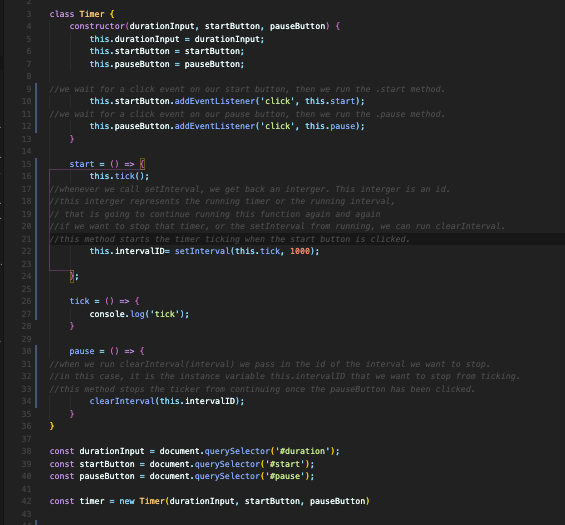 2
3 class Timer {
4 constructor(durationInput, startButton, pauseButton) {
5 this.durationInput = durationInput;
6 this.startButton = startButton;
7 this.pauseButton = pauseButton;
8
9 //we wait for a click event on our start button, then we run the .start method.
10 this.startButton.addEventListener('click', this.start);
11 //we wait for a click event on our pause button, then we run the .pause method.
12 this.pauseButton.addEventListener('click', this.pause);
13 }
14
15 start = () => {
16 this.tick();
17 //whenever we call setInterval, we get back an interger. This interger is an id.
18 //this interger represents the running timer or the running interval,
19 // that is going to continue running this function again and again
20 //if we want to stop that timer, or the setInterval from running, we can run clearInterval.
21 //this method starts the timer ticking when the start button is clicked.
22 this.intervalID= setInterval(this.tick, 1000);
23
24 };
25
26 tick = () => {
27 console.log('tick');
28 }
29
30 pause = () => {
31 //when we run clearInterval(interval) we pass in the id of the interval we want to stop.
32 //in this case, it is the instance variable this.intervalID that we want to stop from ticking.
33 //this method stops the ticker from continuing once the pauseButton has been clicked.
34 clearInterval(this.intervalID);
35 }
36 }
37
38 const durationInput = document.querySelector('#duration');
39 const startButton = document.querySelector('#start');
40 const pauseButton = document.querySelector('#pause');
41
42 const timer = new Timer(durationInput, startButton, pauseButton)
43